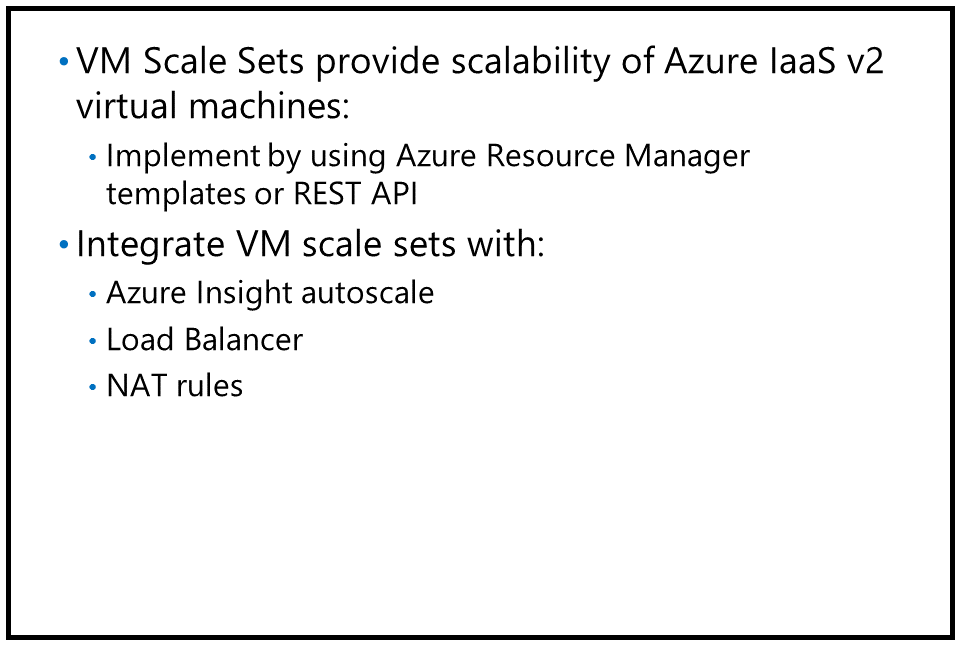 • VM Scale Sets provide scalability of Azure IaaS v2
virtual machines:
• Implement by using Azure Resource Manager
templates or REST API
• Integrate VM scale sets with:
• Azure Insight autoscale
• Load Balancer
• NAT rules